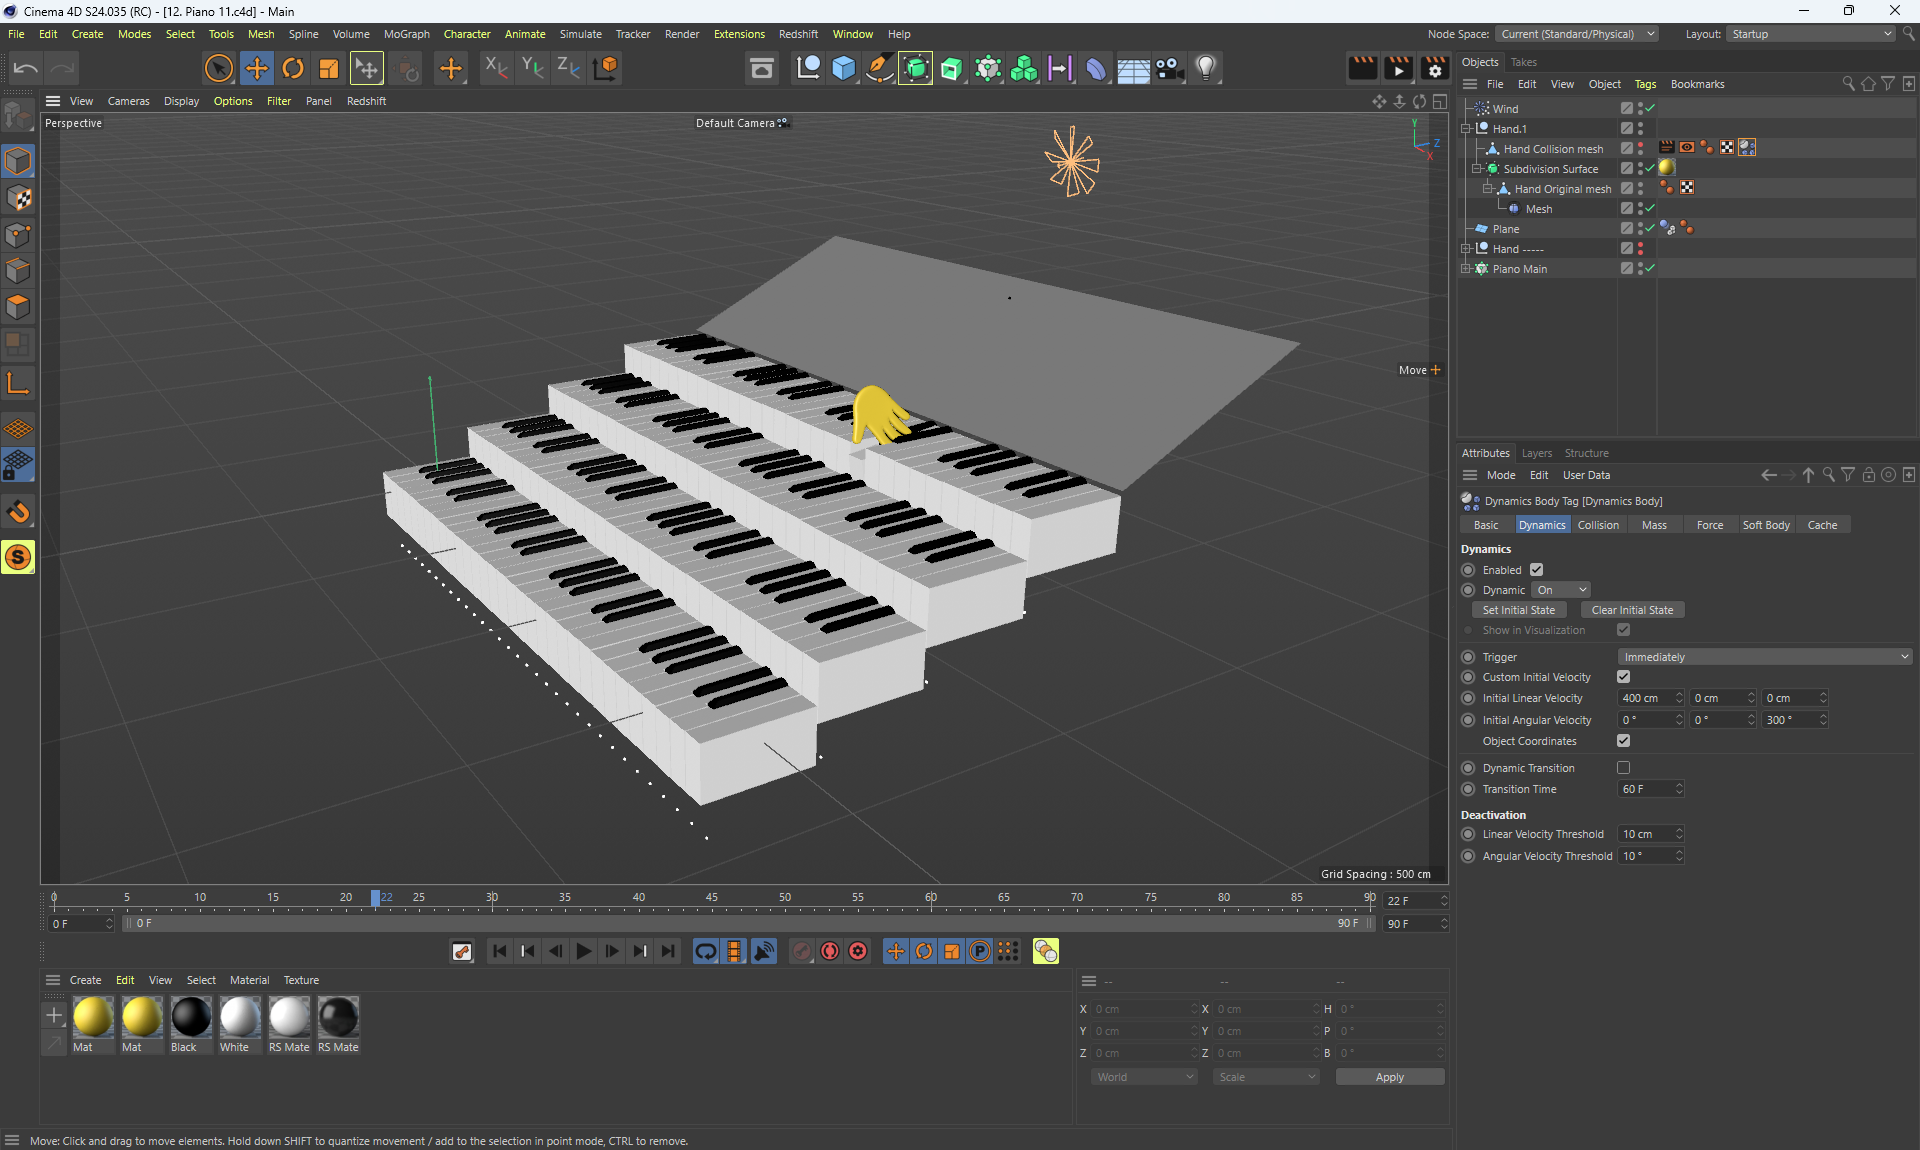 Cinema 4D S24.035 (RC) - [12. Piano 11.c4d] - Main
File Edit Create Modes Select Tools Mesh Spline Volume MoGraph Character Animate Simulate Tracker Render Extensions Redshift Window Help Node Space: Current (Standard/Physical) Layout: Startup
Objects Takes
File Edit View Object Tags Bookmarks
View Cameras Display Options Filter Panel Redshift
Perspective
Default Camera
Y
Z
X
Move
Grid Spacing : 500 cm
Wind
Hand.1
Hand Collision mesh
Subdivision Surface
Hand Original mesh
Mesh
Plane
Hand -----
Piano Main
Attributes Layers Structure
Mode Edit User Data
Dynamics Body Tag [Dynamics Body]
Basic Dynamics Collision Mass Force Soft Body Cache
Dynamics
Enabled
Dynamic On
Set Initial State Clear Initial State
Show in Visualization
Trigger Immediately
Custom Initial Velocity
Initial Linear Velocity 400 cm 0 cm 0 cm
Initial Angular Velocity 0 ° 0 ° 300 °
Object Coordinates
Dynamic Transition
Transition Time 60 F
Deactivation
Linear Velocity Threshold 10 cm
Angular Velocity Threshold 10 °
0 5 10 15 20 22 25 30 35 40 45 50 55 60 65 70 75 80 85 90 22 F
0 F 0 F 90 F 90 F
Create Edit View Select Material Texture
Mat Mat Black White RS Mate RS Mate
-- -- --
X 0 cm X 0 cm H 0 °
Y 0 cm Y 0 cm P 0 °
Z 0 cm Z 0 cm B 0 °
World Scale Apply
Move: Click and drag to move elements. Hold down SHIFT to quantize movement / add to the selection in point mode, CTRL to remove.